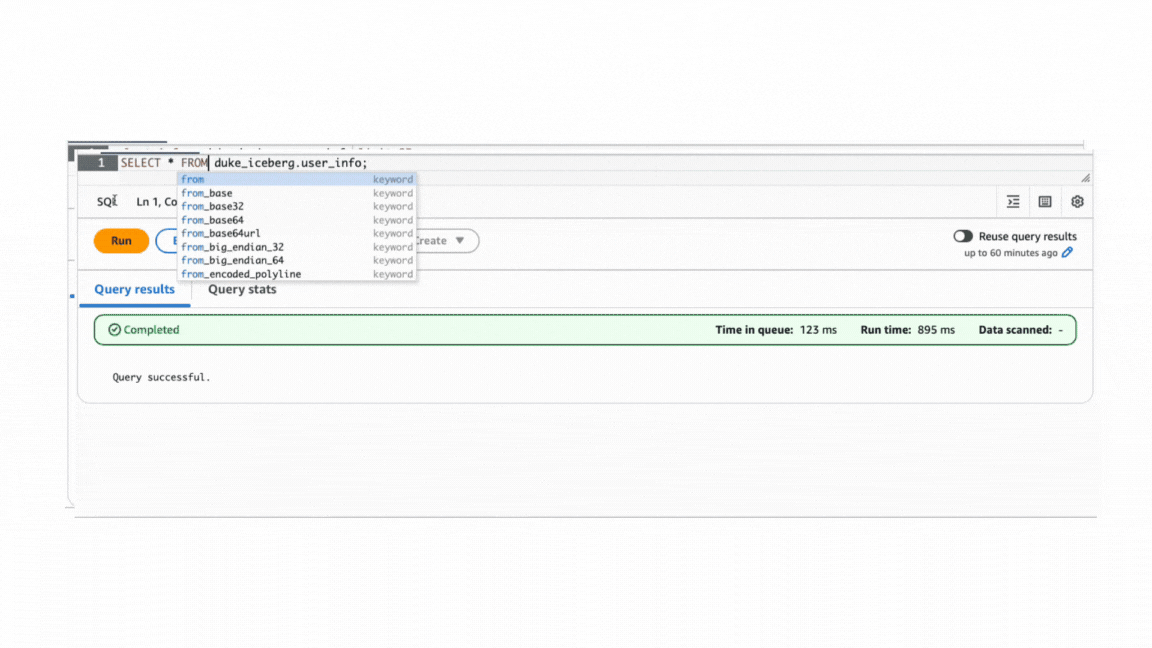 1 SELECT * FROM duke_iceberg.user_info;
from keyword
from_base keyword
from_base32 keyword
from_base64 keyword
from_base64url keyword
from_big_endian_32 keyword
from_big_endian_64 keyword
from_encoded_polyline keyword
SQL Ln 1, Co
Run E reate
Reuse query results
up to 60 minutes ago
Query results Query stats
Completed Time in queue: 123 ms Run time: 895 ms Data scanned: -
Query successful.